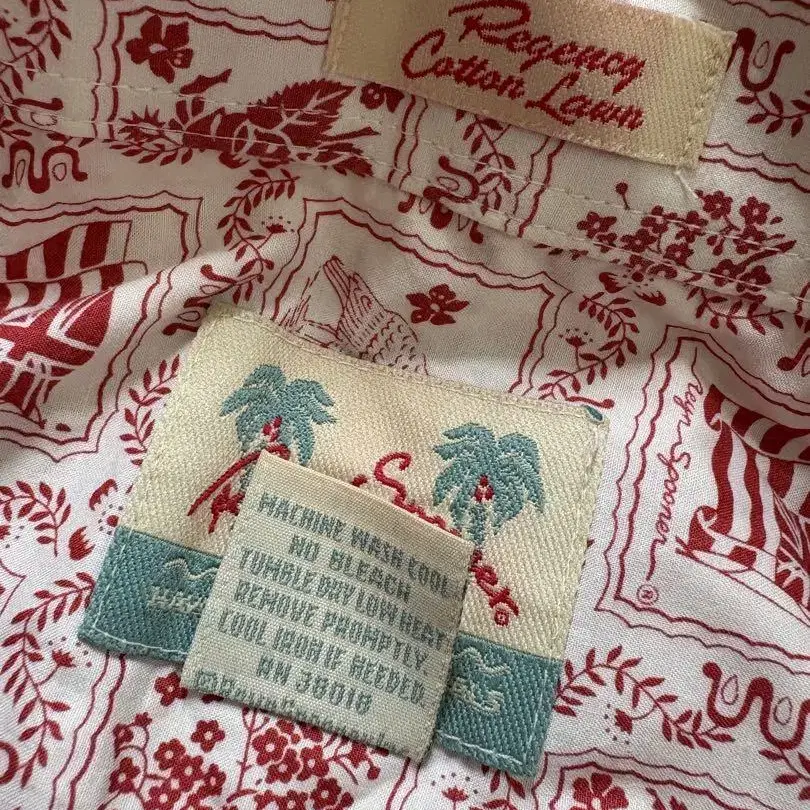 Regency
Cotton Lawn
reyn Spooner
®
MACHINE WASH COOL
NO BLEACH
TUMBLE DRY LOW HEAT
REMOVE PROMPTLY
COOL IRON IF NEEDED.
RN 38018